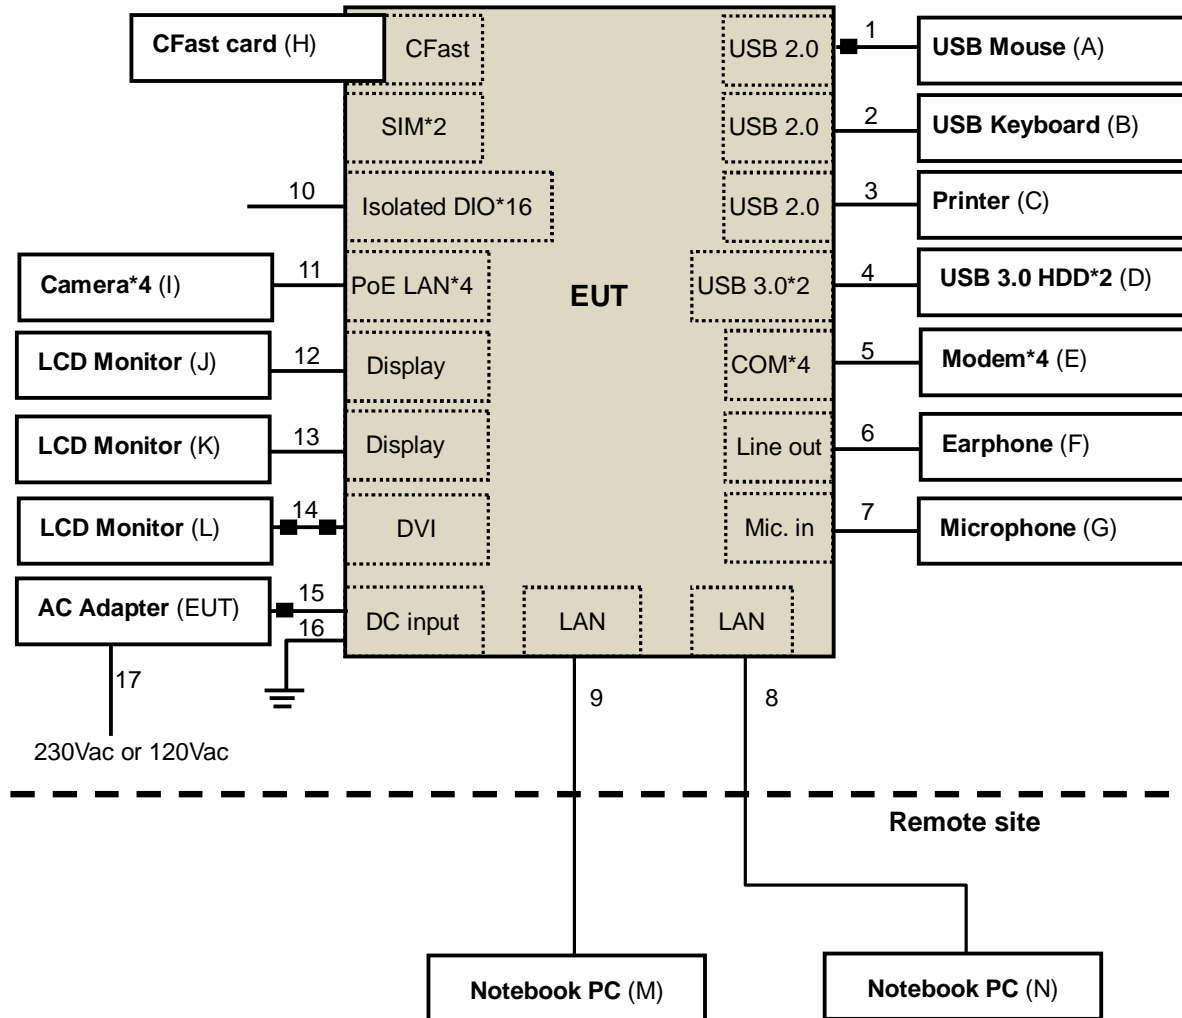 CFast card (H)
CFast
USB 2.0
1
USB Mouse (A)
SIM*2
USB 2.0
2
USB Keyboard (B)
10
Isolated DIO*16
USB 2.0
3
Printer (C)
Camera*4 (I)
11
PoE LAN*4
EUT
USB 3.0*2
4
USB 3.0 HDD*2 (D)
LCD Monitor (J)
12
Display
COM*4
5
Modem*4 (E)
LCD Monitor (K)
13
Display
Line out
6
Earphone (F)
LCD Monitor (L)
14
DVI
Mic. in
7
Microphone (G)
AC Adapter (EUT)
15
16
DC input
LAN
LAN
17
9
8
230Vac or 120Vac
Remote site
Notebook PC (M)
Notebook PC (N)